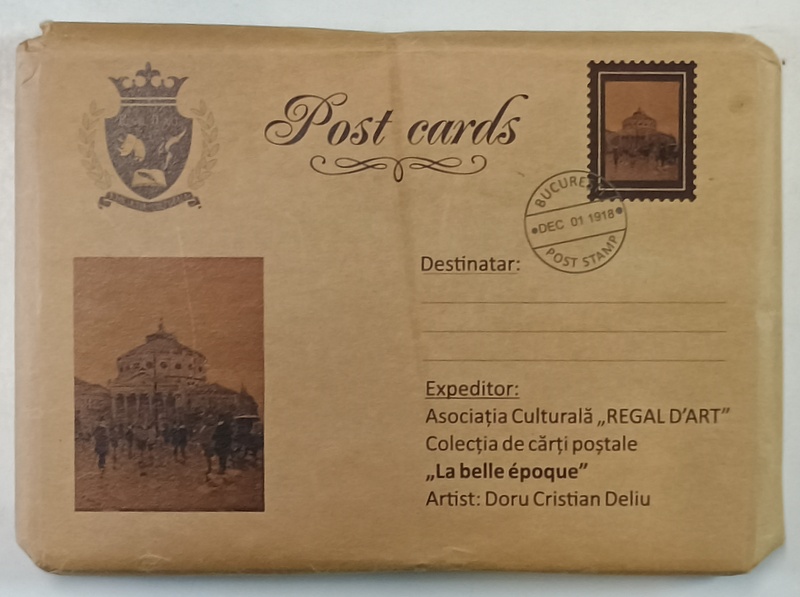 Post cards
BUCUREȘTI
DEC 01 1918
POST STAMP
Destinatar:
Expeditor:
Asociația Culturală „REGAL D’ART”
Colecția de cărți poștale
„La belle époque”
Artist: Doru Cristian Deliu